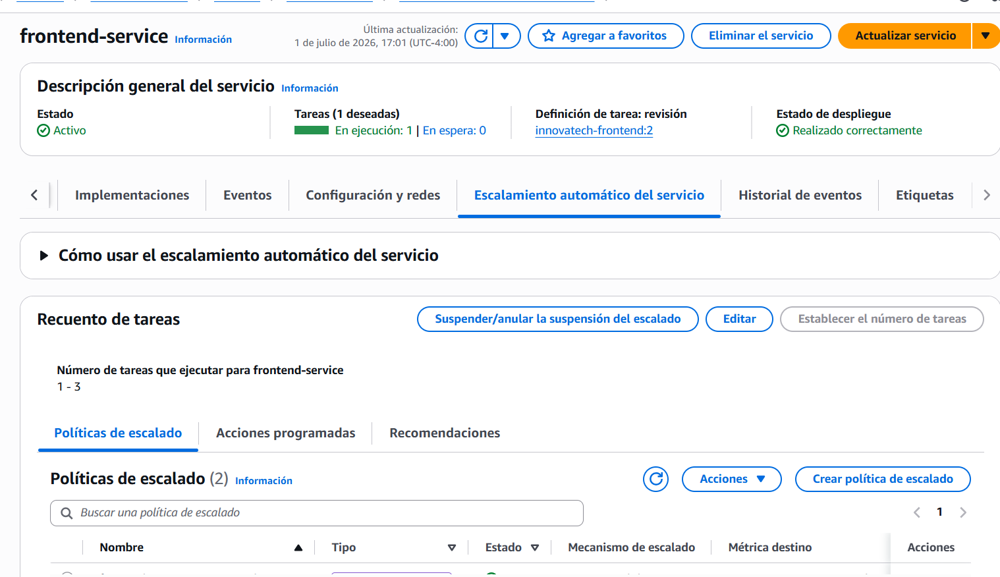 frontend-service Información
Última actualización:
1 de julio de 2026, 17:01 (UTC-4:00)
Agregar a favoritos
Eliminar el servicio
Actualizar servicio
Descripción general del servicio Información
Estado
Activo
Tareas (1 deseadas)
En ejecución: 1 | En espera: 0
Definición de tarea: revisión
innovatech-frontend:2
Estado de despliegue
Realizado correctamente
Implementaciones
Eventos
Configuración y redes
Escalamiento automático del servicio
Historial de eventos
Etiquetas
Cómo usar el escalamiento automático del servicio
Recuento de tareas
Suspender/anular la suspensión del escalado
Editar
Establecer el número de tareas
Número de tareas que ejecutar para frontend-service
1 - 3
Políticas de escalado
Acciones programadas
Recomendaciones
Políticas de escalado (2) Información
Acciones
Crear política de escalado
Buscar una política de escalado
1
Nombre
Tipo
Estado
Mecanismo de escalado
Métrica destino
Acciones